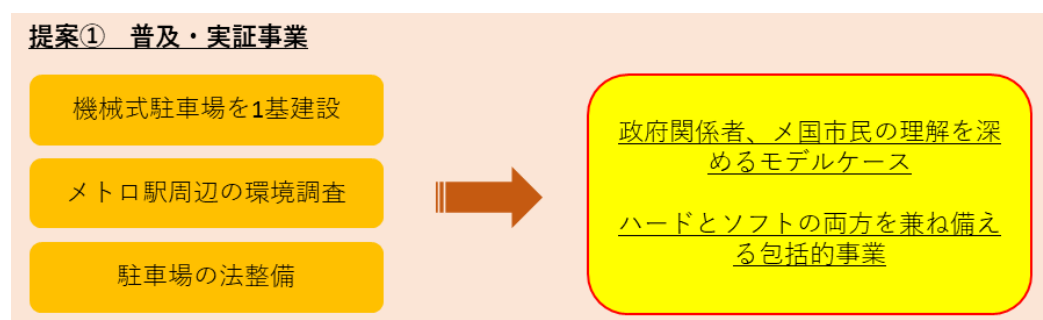 提案① 普及・実証事業
機械式駐車場を1基建設
メトロ駅周辺の環境調査
駐車場の法整備
政府関係者、メ国市民の理解を深
めるモデルケース
ハードとソフトの両方を兼ね備え
る包括的事業